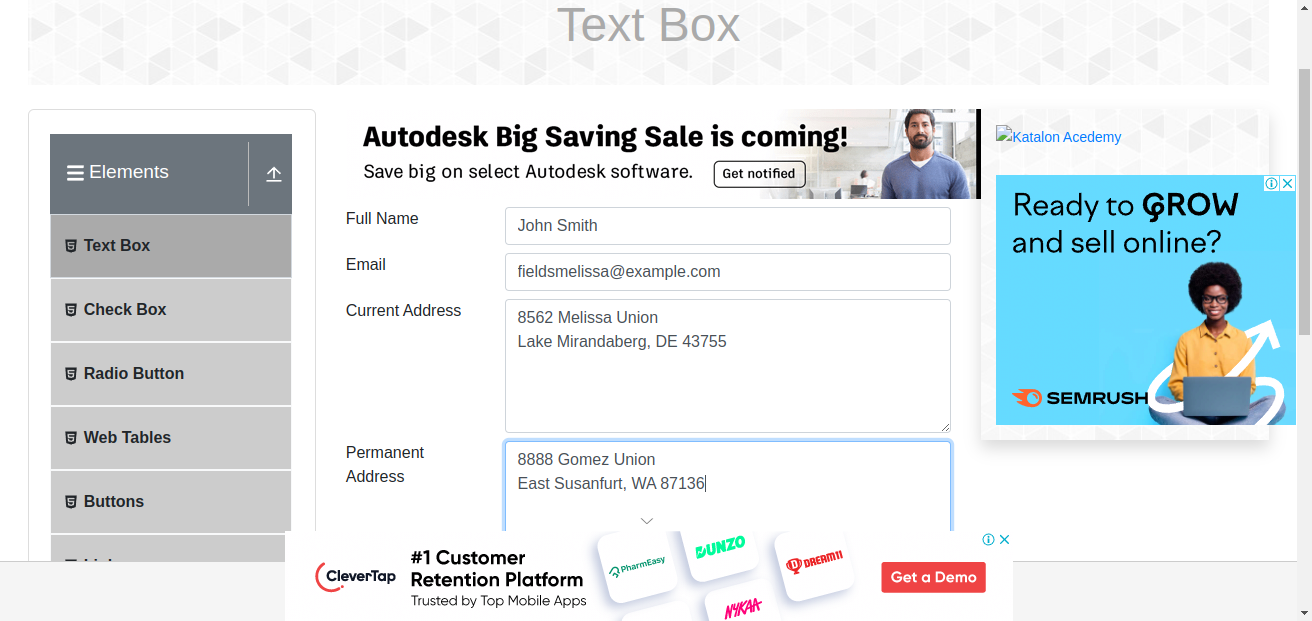 Text Box
Elements
Text Box
Check Box
Radio Button
Web Tables
Buttons
Autodesk Big Saving Sale is coming!
Save big on select Autodesk software.
Get notified
Full Name
John Smith
Email
fieldsmelissa@example.com
Current Address
8562 Melissa Union
Lake Mirandaberg, DE 43755
Permanent
Address
8888 Gomez Union
East Susanfurt, WA 87136
Katalon Acedemy
Ready to GROW
and sell online?
SEMRUSH
CleverTap
#1 Customer
Retention Platform
Trusted by Top Mobile Apps
PharmEasy
DUNZO
DREAM11
NYKAA
Get a Demo